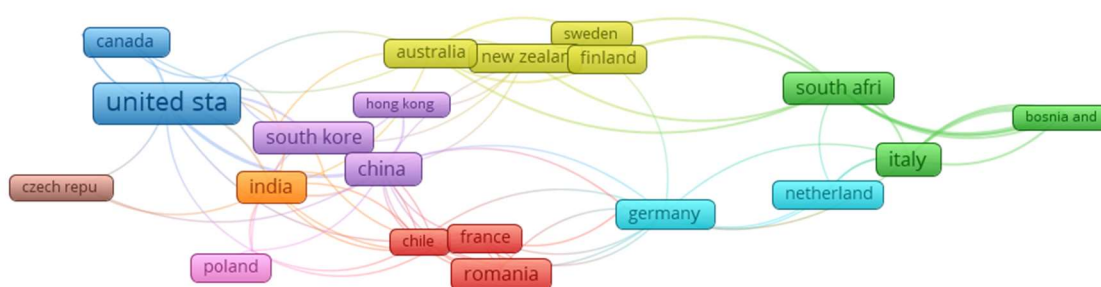 sweden
canada
australia
new zealan
finland
united sta
south afri
hong kong
bosnia and
south kore
china
italy
czech repu
india
netherland
germany
poland
chile
france
romania